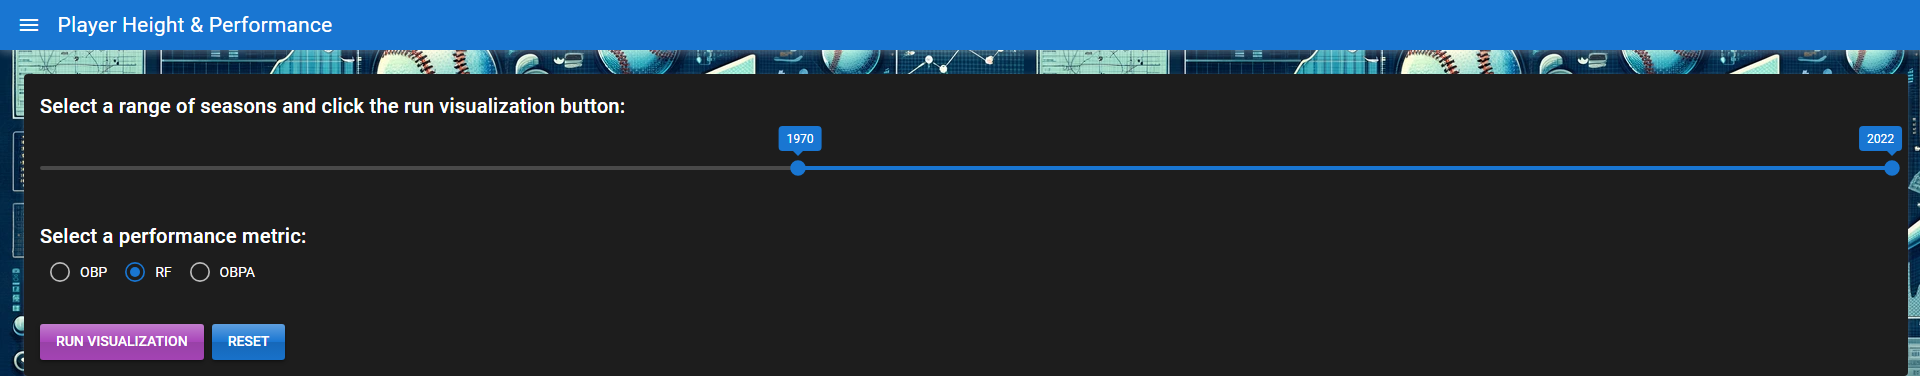 Player Height & Performance
Select a range of seasons and click the run visualization button:
1970
2022
Select a performance metric:
OBP RF OBPA
RUN VISUALIZATION RESET